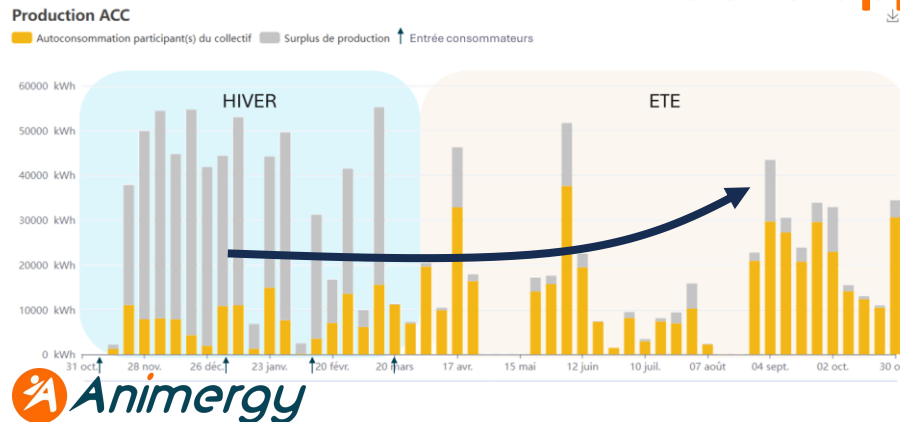 Production ACC
Autoconsommation participant(s) du collectif Surplus de production Entrée consommateurs
HIVER ETE
60000 kWh
50000 kWh
40000 kWh
30000 kWh
20000 kWh
10000 kWh
0 kWh
31 oct. 28 nov. 26 déc. 23 janv. 20 févr. 20 mars 17 avr. 15 mai 12 juin 10 juil. 07 août 04 sept. 02 oct. 30 o
Animergy